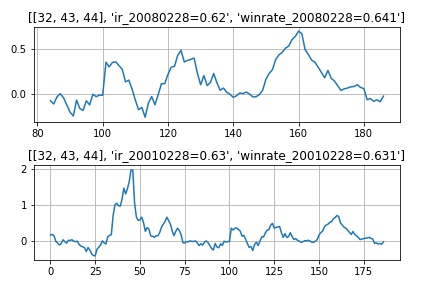 [[32, 43, 44], 'ir_20080228=0.62', 'winrate_20080228=0.641']
0.5
0.0
80 100 120 140 160 180
[[32, 43, 44], 'ir_20010228=0.63', 'winrate_20010228=0.631']
2
1
0
0 25 50 75 100 125 150 175